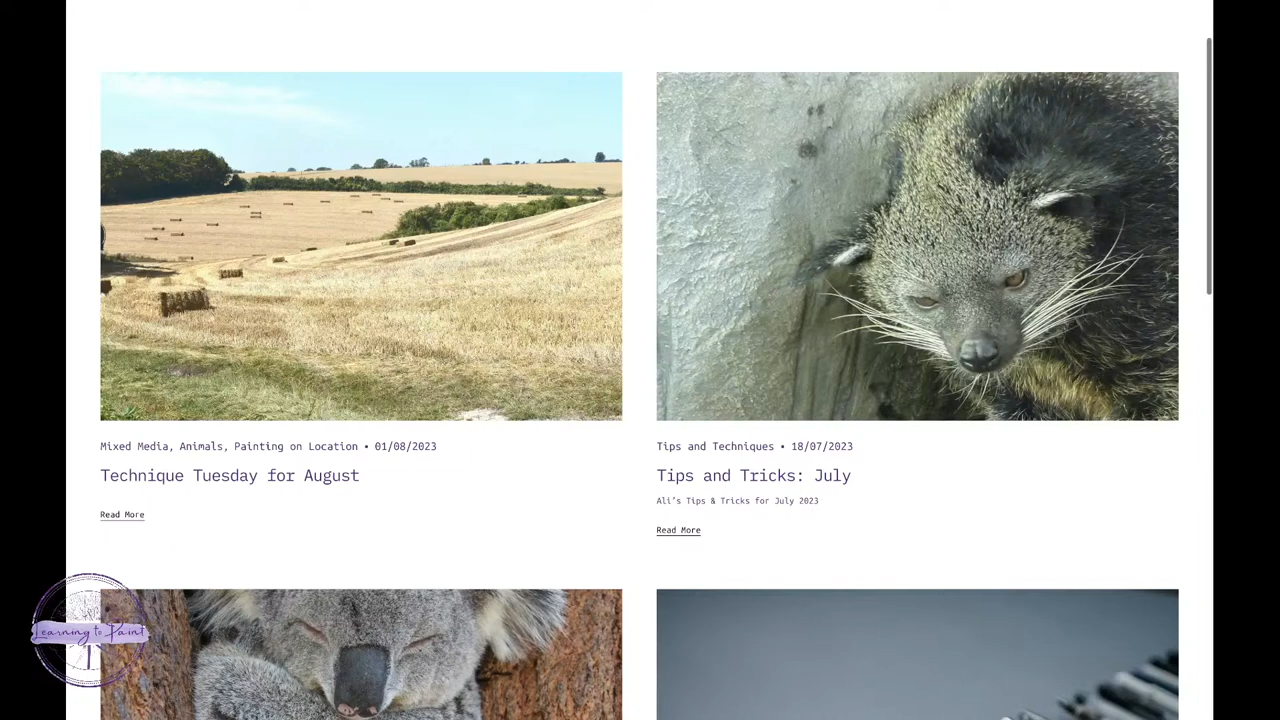 Mixed Media, Animals, Painting on Location • 01/08/2023
Technique Tuesday for August
Read More
Tips and Techniques • 18/07/2023
Tips and Tricks: July
Ali's Tips & Tricks for July 2023
Read More
Learning to Paint